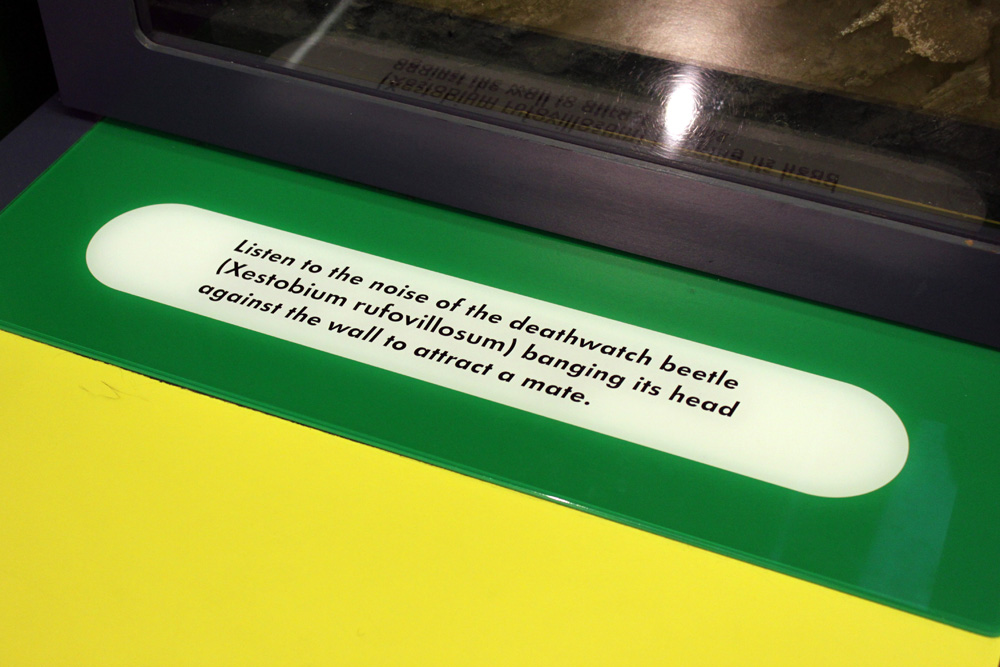 Listen to the noise of the deathwatch beetle
(Xestobium rufovillosum) banging its head
against the wall to attract a mate.